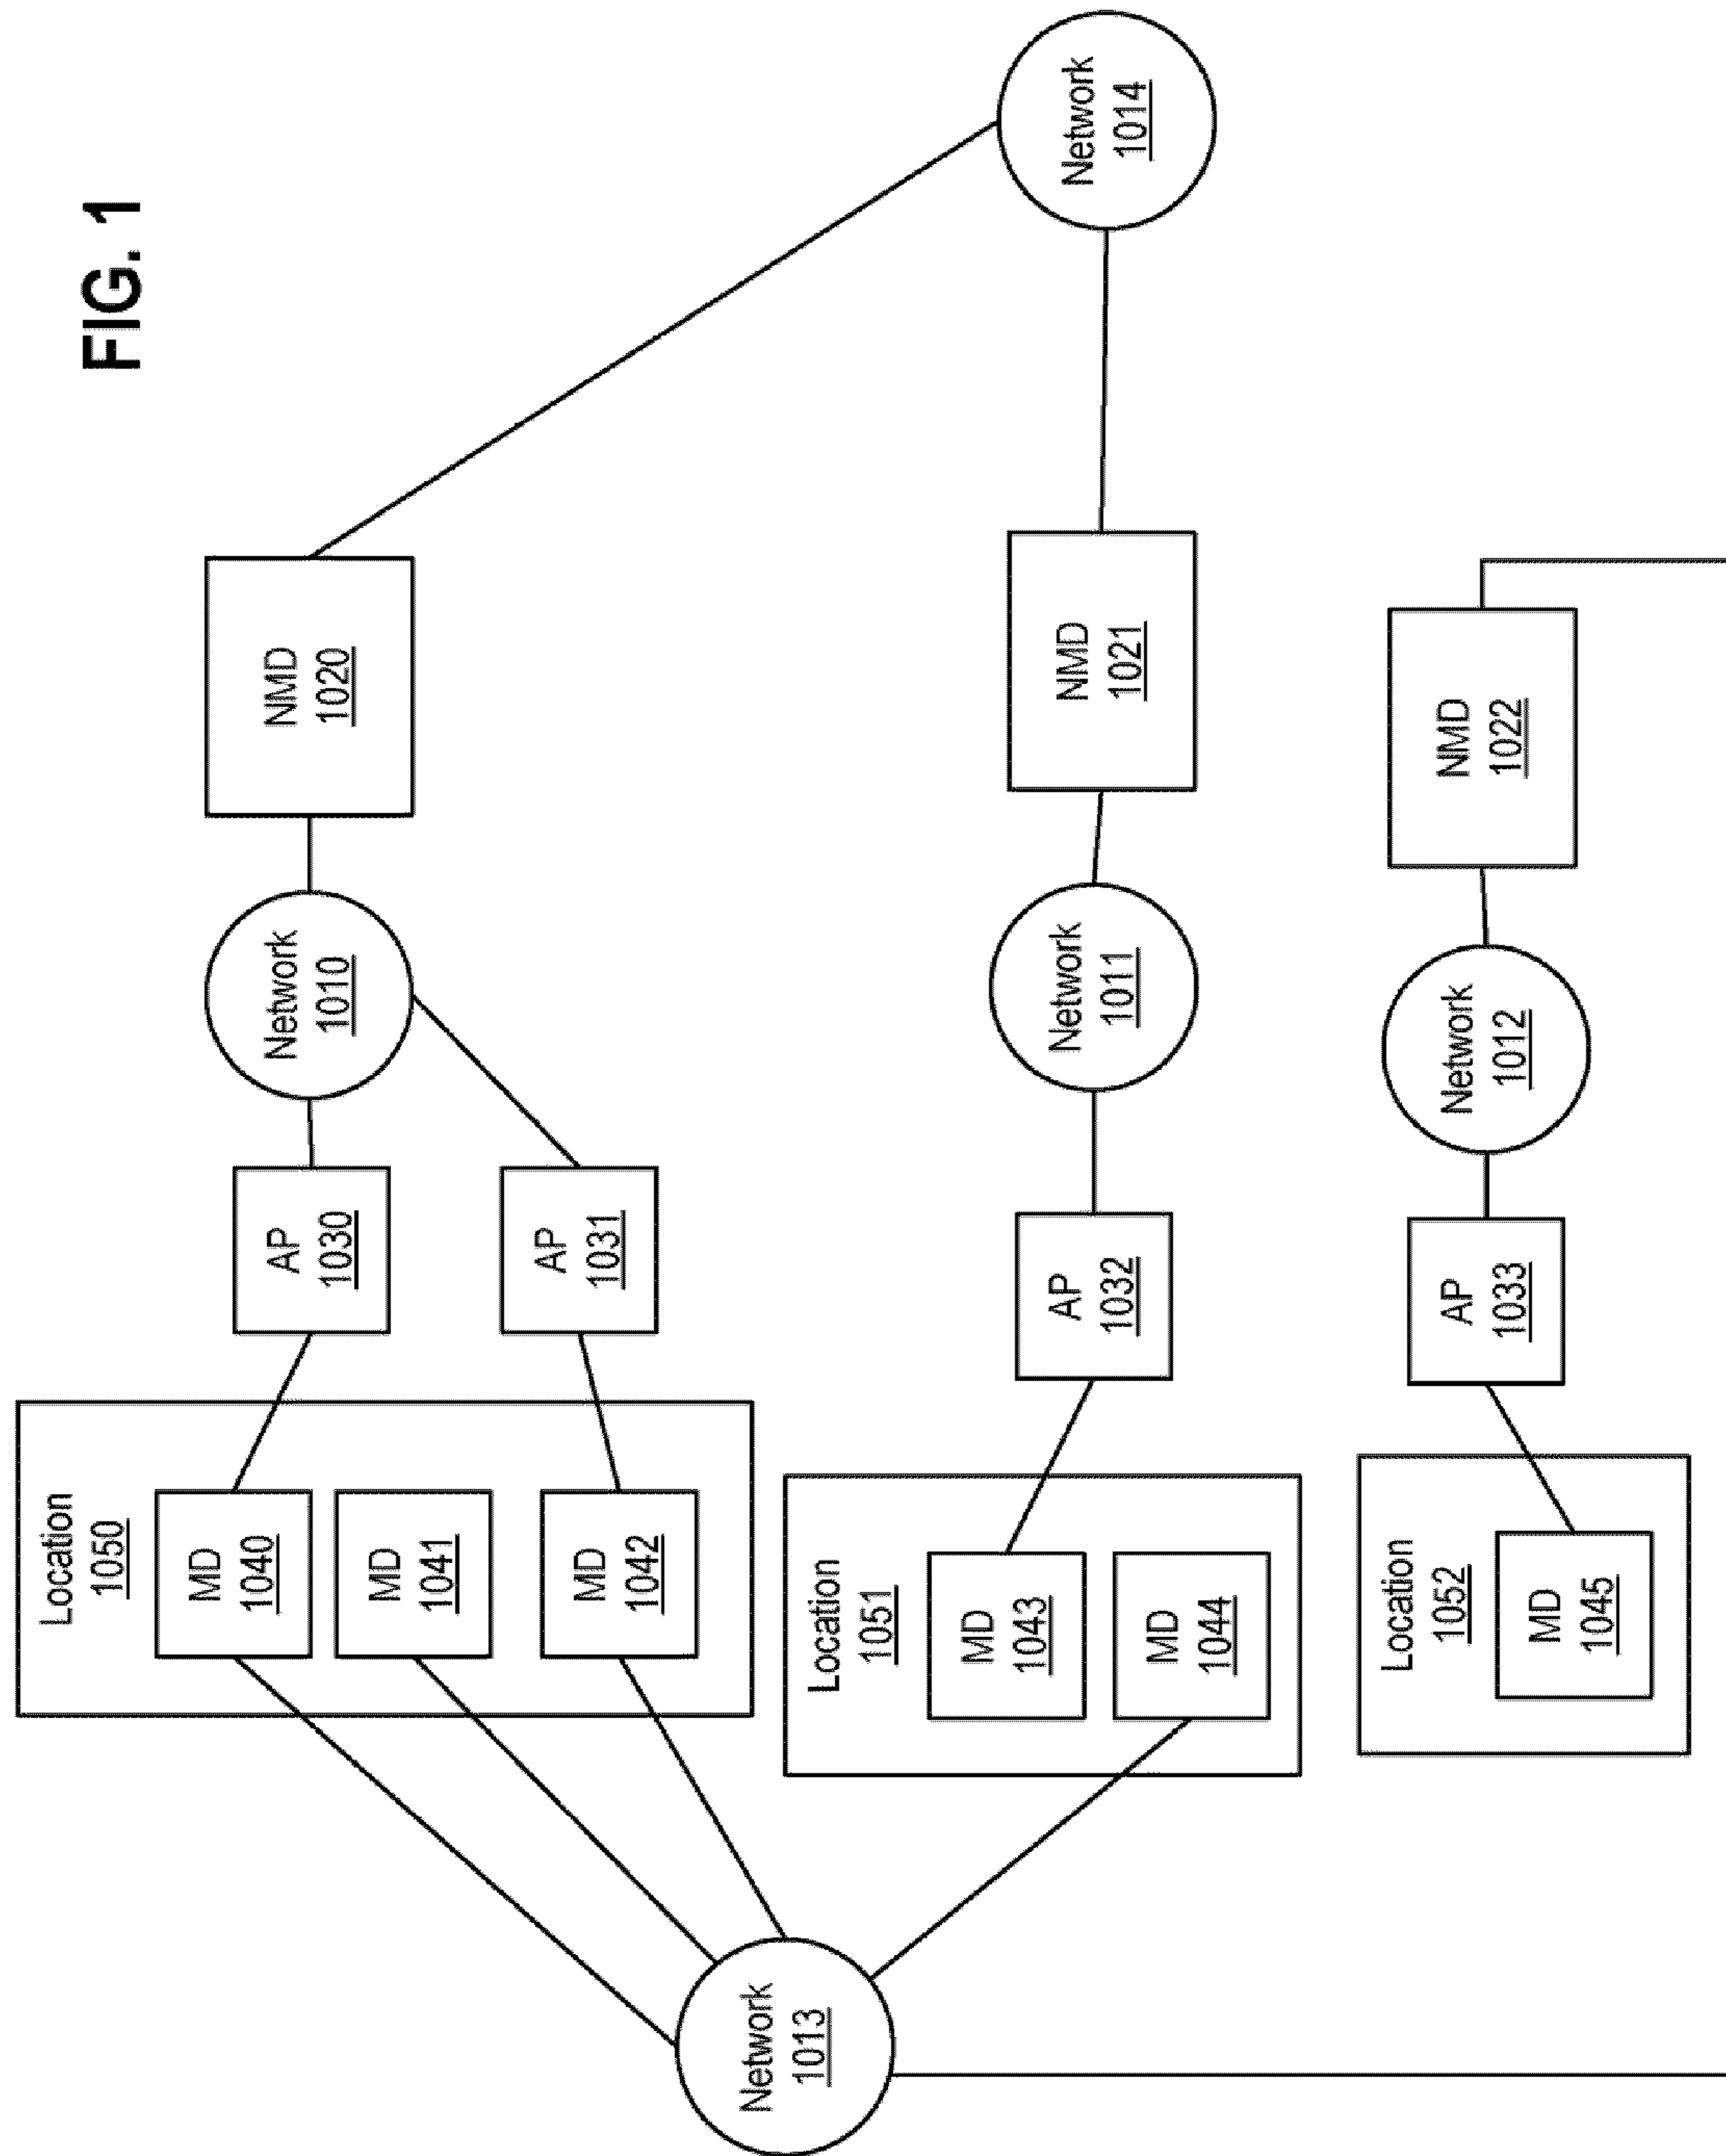 FIG. 1
Location
1050
MD
1040
MD
1041
MD
1042
AP
1030
AP
1031
Network
1010
NMD
1020
Network
1013
Location
1051
MD
1043
MD
1044
AP
1032
Network
1011
NMD
1021
Network
1014
Location
1052
MD
1045
AP
1033
Network
1012
NMD
1022